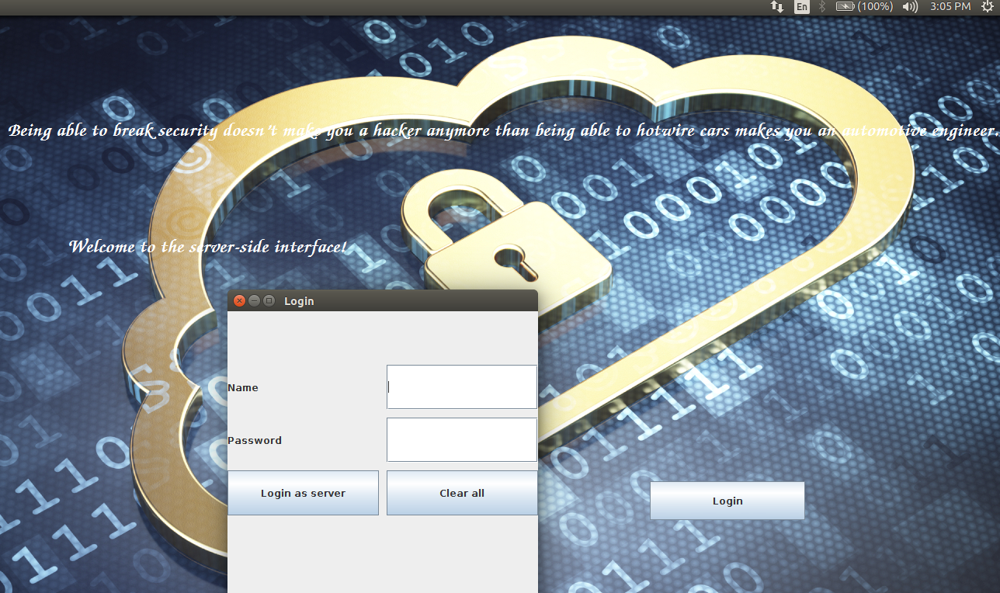 En (100%) 3:05 PM
Being able to break security doesn't make you a hacker anymore than being able to hotwire cars makes you an automotive engineer.
Welcome to the server-side interface!
Login
Name
Password
Login as server Clear all
Login